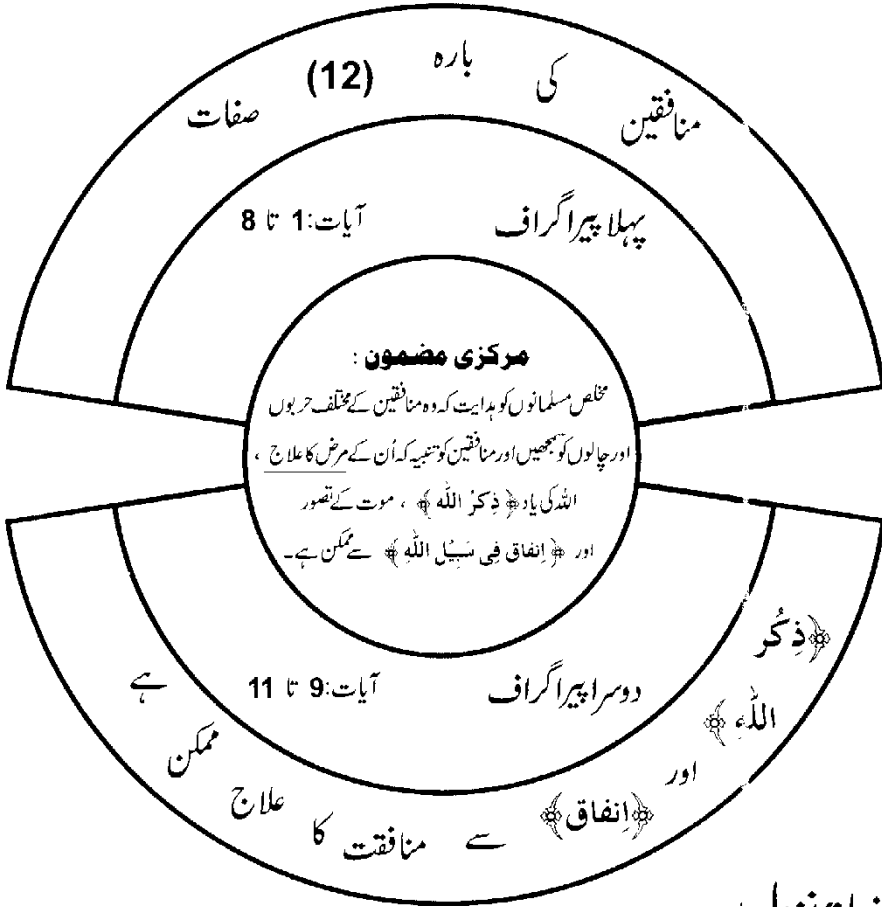 منافقین کی بارہ (12) صفات
پہلا پیراگراف آیات: 1 تا 8
مرکزی مضمون :
مخلص مسلمانوں کو ہدایت کہ وہ منافقین کے مختلف حربوں
اور چالوں کو سمجھیں اور منافقین کو تنبیہ کہ اُن کے مرض کا علاج ،
اللہ کی یاد ﴿ ذِکرُ اللّٰه ﴾ ، موت کے تصور
اور ﴿ اِنفاق فِی سَبِیْلِ اللّٰهِ ﴾ سے ممکن ہے۔
دوسرا پیراگراف آیات: 9 تا 11
﴿ذِکُر اللّٰهِ﴾ اور ﴿اِنفاق﴾ سے منافقت کا علاج ممکن ہے